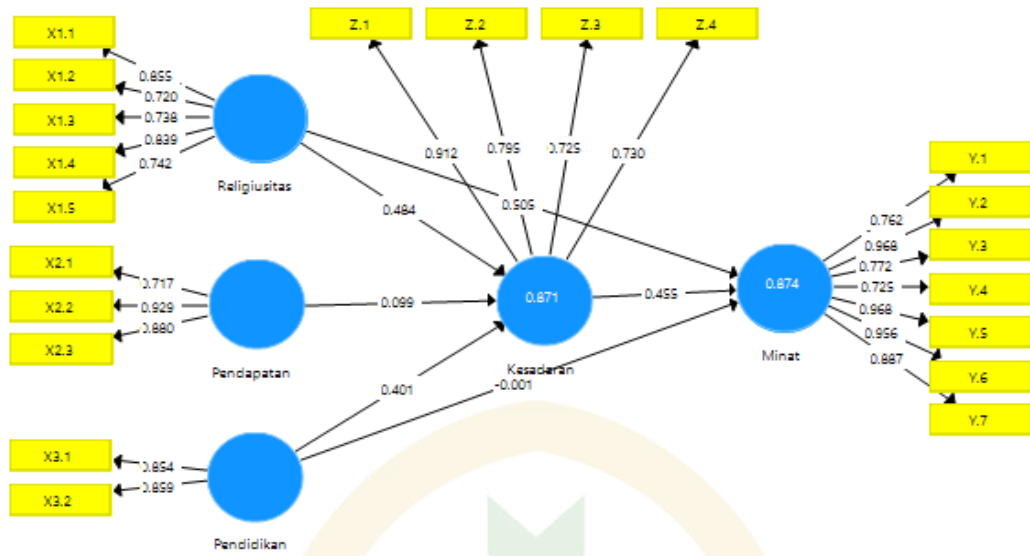 X1.1
X1.2
X1.3
X1.4
X1.5
0.855
0.720
0.738
0.839
0.742
Religiusitas
Z.1
Z.2
Z.3
Z.4
0.912
0.795
0.725
0.730
0.484
0.505
X2.1
X2.2
X2.3
0.717
0.929
0.880
Pendapatan
0.099
0.871
Kesadaran
0.455
0.874
Minat
0.401
-0.001
X3.1
X3.2
0.854
0.859
Pendidikan
0.762
0.968
0.772
0.725
0.968
0.956
0.887
Y.1
Y.2
Y.3
Y.4
Y.5
Y.6
Y.7